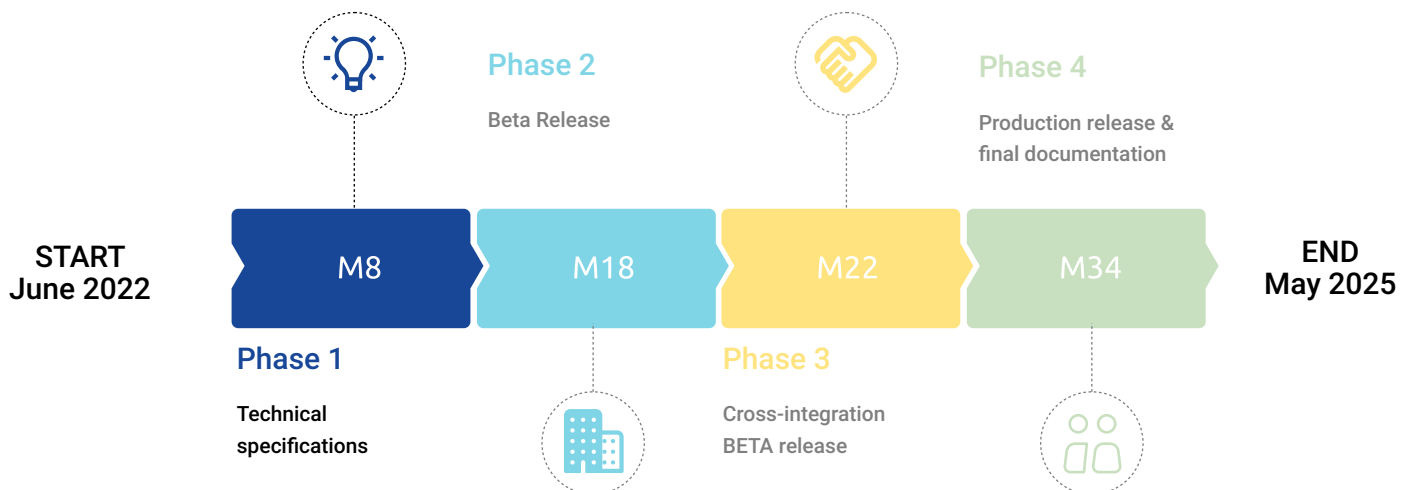 START
June 2022
M8
Phase 1
Technical
specifications
Phase 2
Beta Release
M18
M22
Phase 3
Cross-integration
BETA release
Phase 4
Production release &
final documentation
M34
END
May 2025